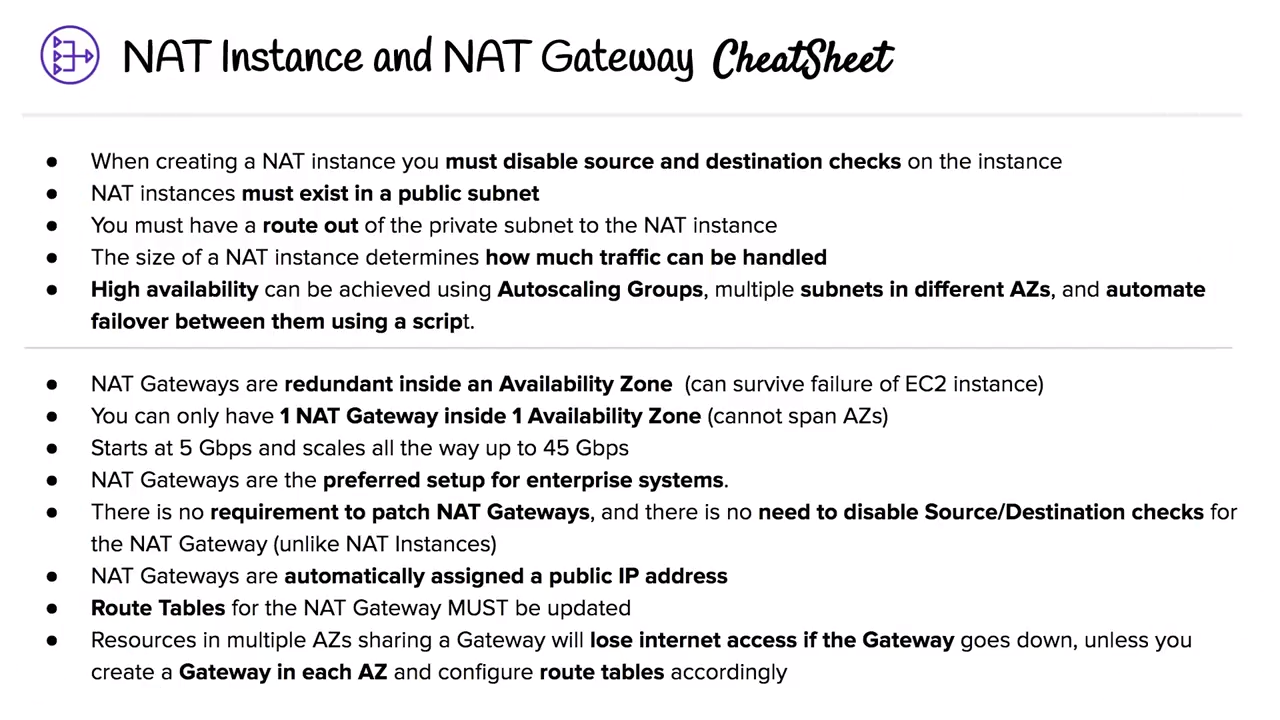 NAT Instance and NAT Gateway CheatSheet
● When creating a NAT instance you must disable source and destination checks on the instance
● NAT instances must exist in a public subnet
● You must have a route out of the private subnet to the NAT instance
● The size of a NAT instance determines how much traffic can be handled
● High availability can be achieved using Autoscaling Groups, multiple subnets in different AZs, and automate
failover between them using a script.
● NAT Gateways are redundant inside an Availability Zone (can survive failure of EC2 instance)
● You can only have 1 NAT Gateway inside 1 Availability Zone (cannot span AZs)
● Starts at 5 Gbps and scales all the way up to 45 Gbps
● NAT Gateways are the preferred setup for enterprise systems.
● There is no requirement to patch NAT Gateways, and there is no need to disable Source/Destination checks for
the NAT Gateway (unlike NAT Instances)
● NAT Gateways are automatically assigned a public IP address
● Route Tables for the NAT Gateway MUST be updated
● Resources in multiple AZs sharing a Gateway will lose internet access if the Gateway goes down, unless you
create a Gateway in each AZ and configure route tables accordingly